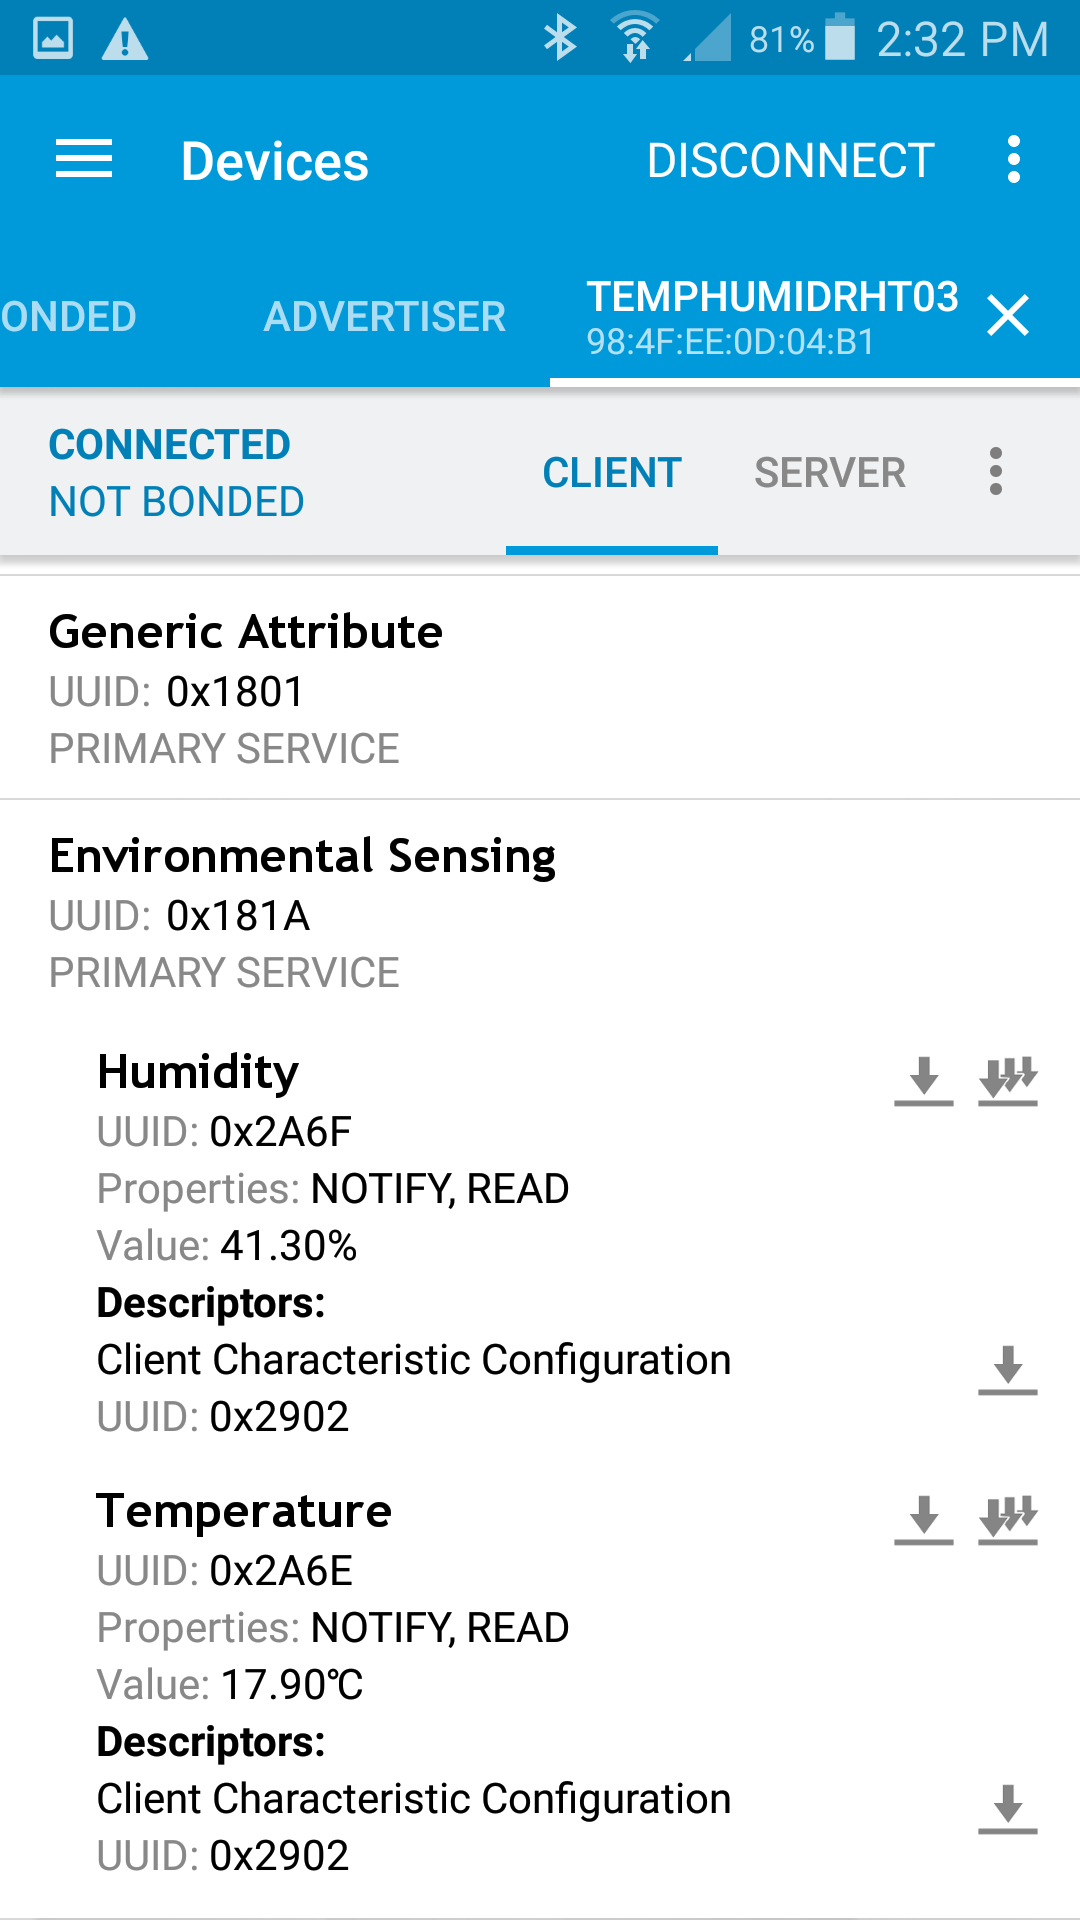 81% 2:32 PM
Devices DISCONNECT
ONDED ADVERTISER TEMPHUMIDRHT03
98:4F:EE:0D:04:B1
CONNECTED
NOT BONDED
CLIENT SERVER
Generic Attribute
UUID: 0x1801
PRIMARY SERVICE
Environmental Sensing
UUID: 0x181A
PRIMARY SERVICE
Humidity
UUID: 0x2A6F
Properties: NOTIFY, READ
Value: 41.30%
Descriptors:
Client Characteristic Configuration
UUID: 0x2902
Temperature
UUID: 0x2A6E
Properties: NOTIFY, READ
Value: 17.90℃
Descriptors:
Client Characteristic Configuration
UUID: 0x2902